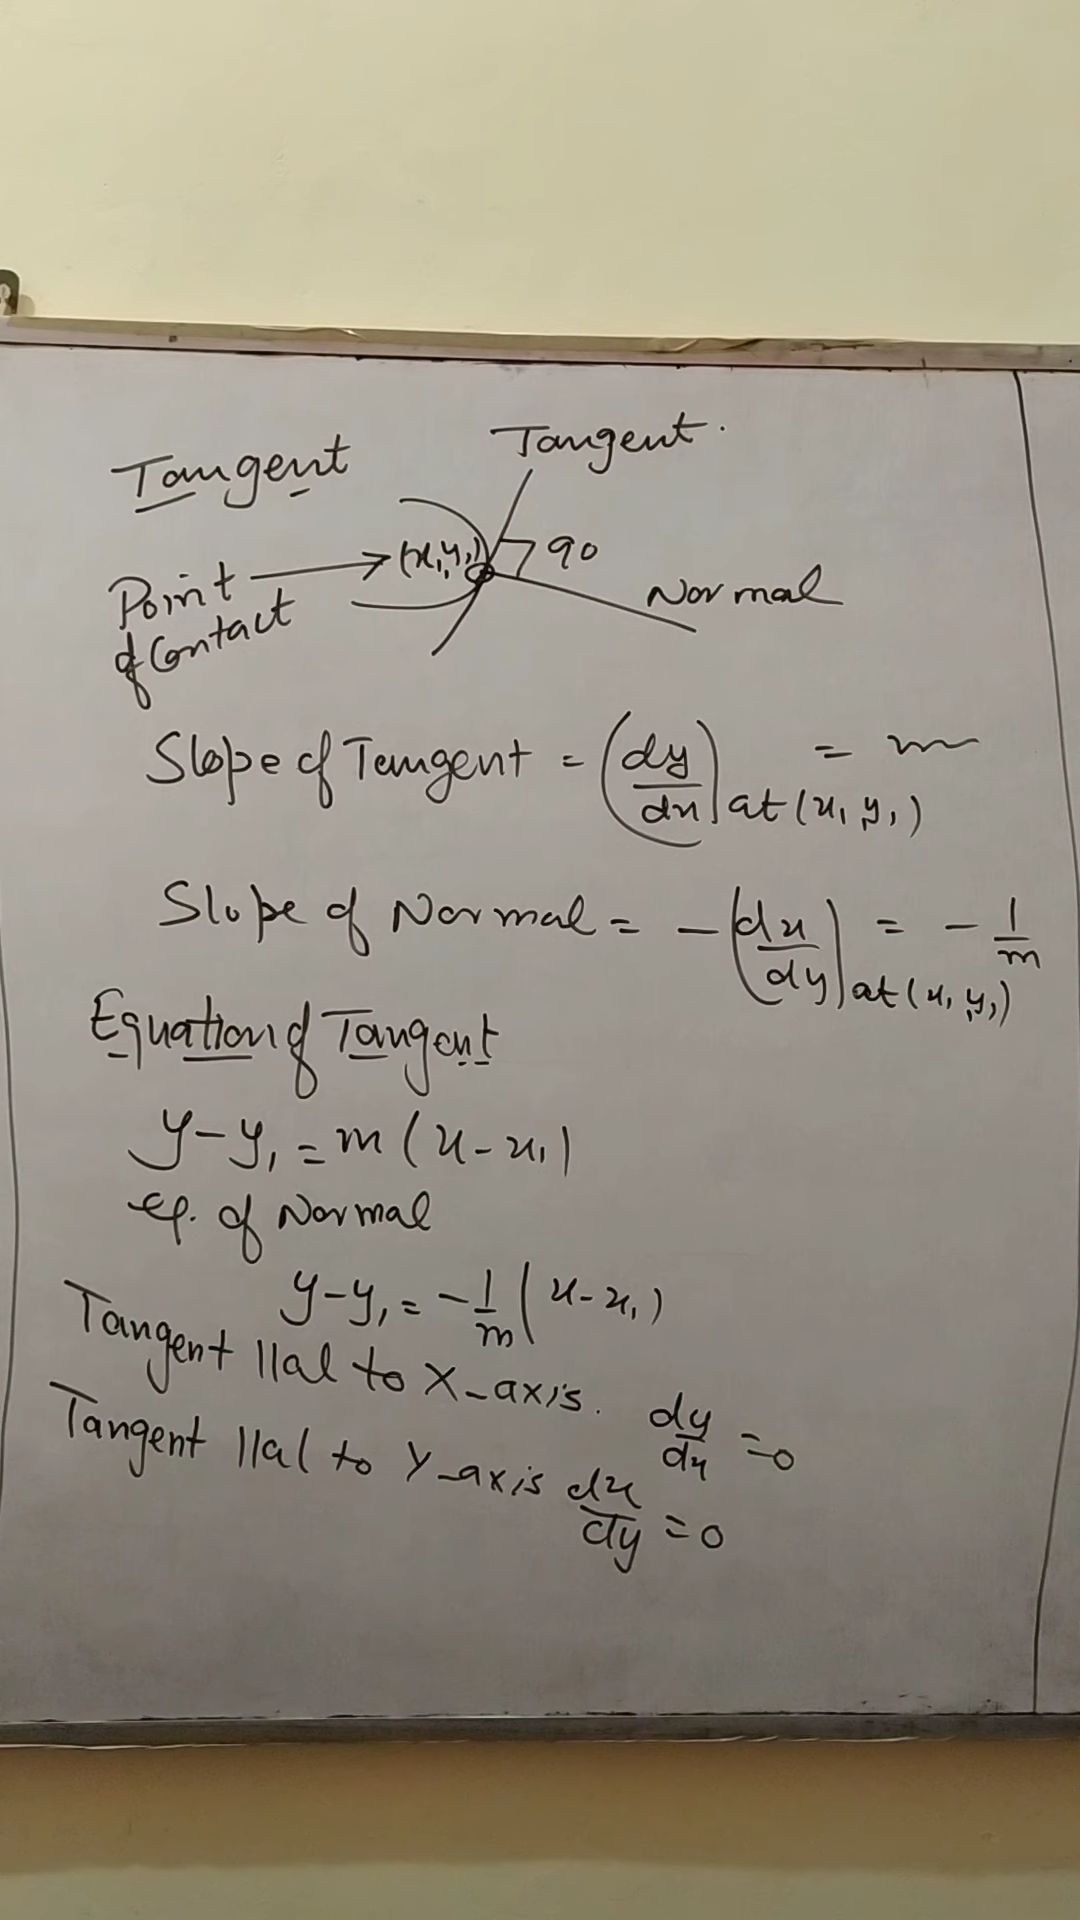 Tangent
Tangent.
Point → (x₁,y₁) 90
of Contact
Normal
Slope of Tangent = (dy/dx) at (x₁, y₁) = m
Slope of Normal = -(dx/dy) at (x₁, y₁) = -1/m
Equation of Tangent
y-y₁ = m(x-x₁)
eq. of Normal
y-y₁ = -1/m (x-x₁)
Tangent llal to X-axis. dy/dx =0
Tangent llal to Y-axis dx/dy =0